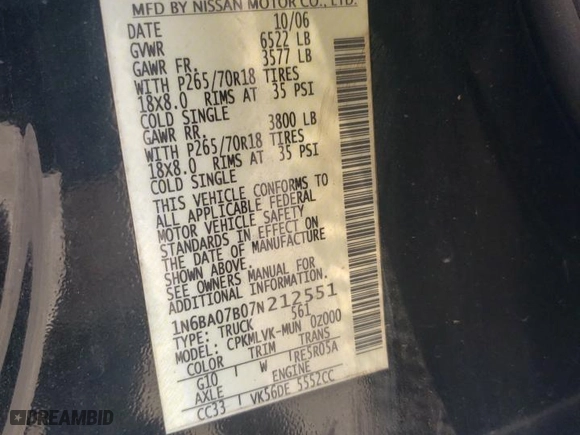 MFD BY NISSAN MOTOR CO., LTD.
DATE 10/06
GVWR 6522 LB
GAWR FR. 3577 LB
WITH P265/70R18 TIRES
18X8.0 RIMS AT 35 PSI
COLD SINGLE
GAWR RR. 3800 LB
WITH P265/70R18 TIRES
18X8.0 RIMS AT 35 PSI
COLD SINGLE
THIS VEHICLE CONFORMS TO
ALL APPLICABLE FEDERAL
MOTOR VEHICLE SAFETY
STANDARDS IN EFFECT ON
THE DATE OF MANUFACTURE
SHOWN ABOVE.
SEE OWNERS MANUAL FOR
ADDITIONAL INFORMATION.
1N6BA07B07N212551
TYPE: TRUCK 561
MODEL: CPKMLVK-MUN 0Z000
COLOR TRIM TRANS
G10 W RE5R05A
AXLE ENGINE
CC33 VK56DE 5552CC
DREAMBID